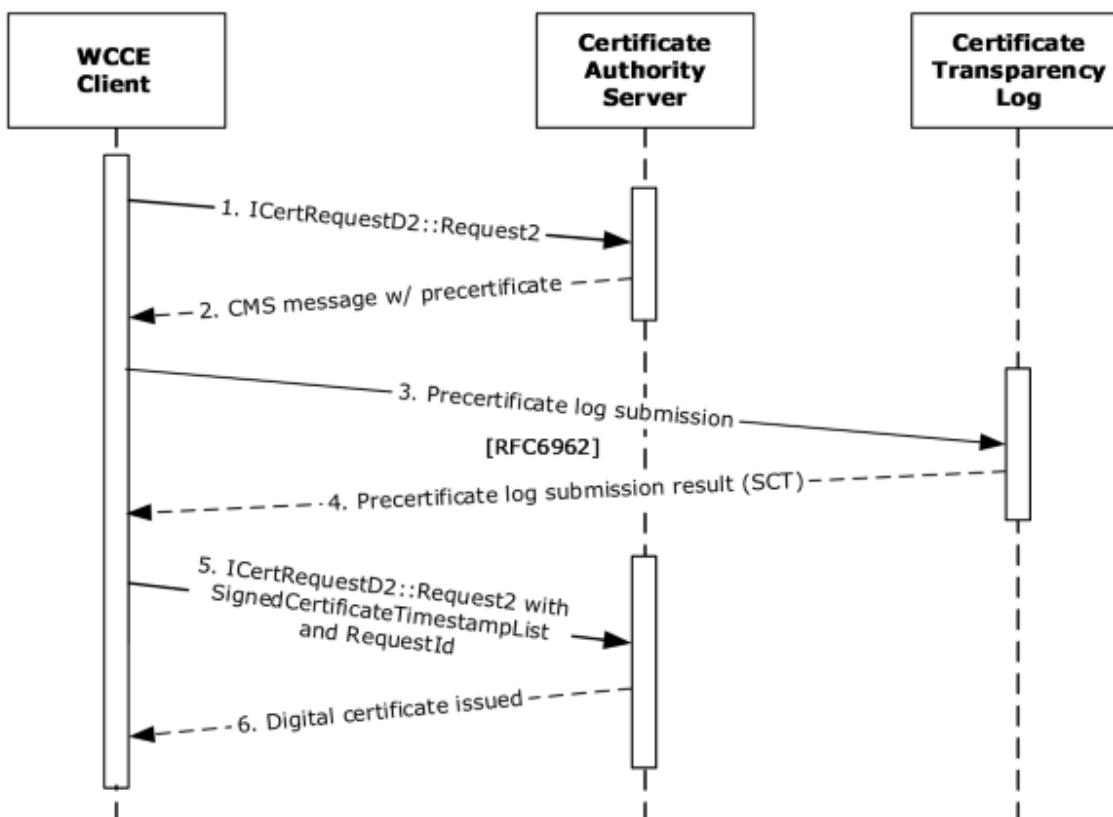 WCCE
Client
Certificate
Authority
Server
Certificate
Transparency
Log
1. ICertRequestD2::Request2
2. CMS message w/ precertificate
3. Precertificate log submission
[RFC6962]
4. Precertificate log submission result (SCT)
5. ICertRequestD2::Request2 with
SignedCertificateTimestampList
and RequestId
6. Digital certificate issued